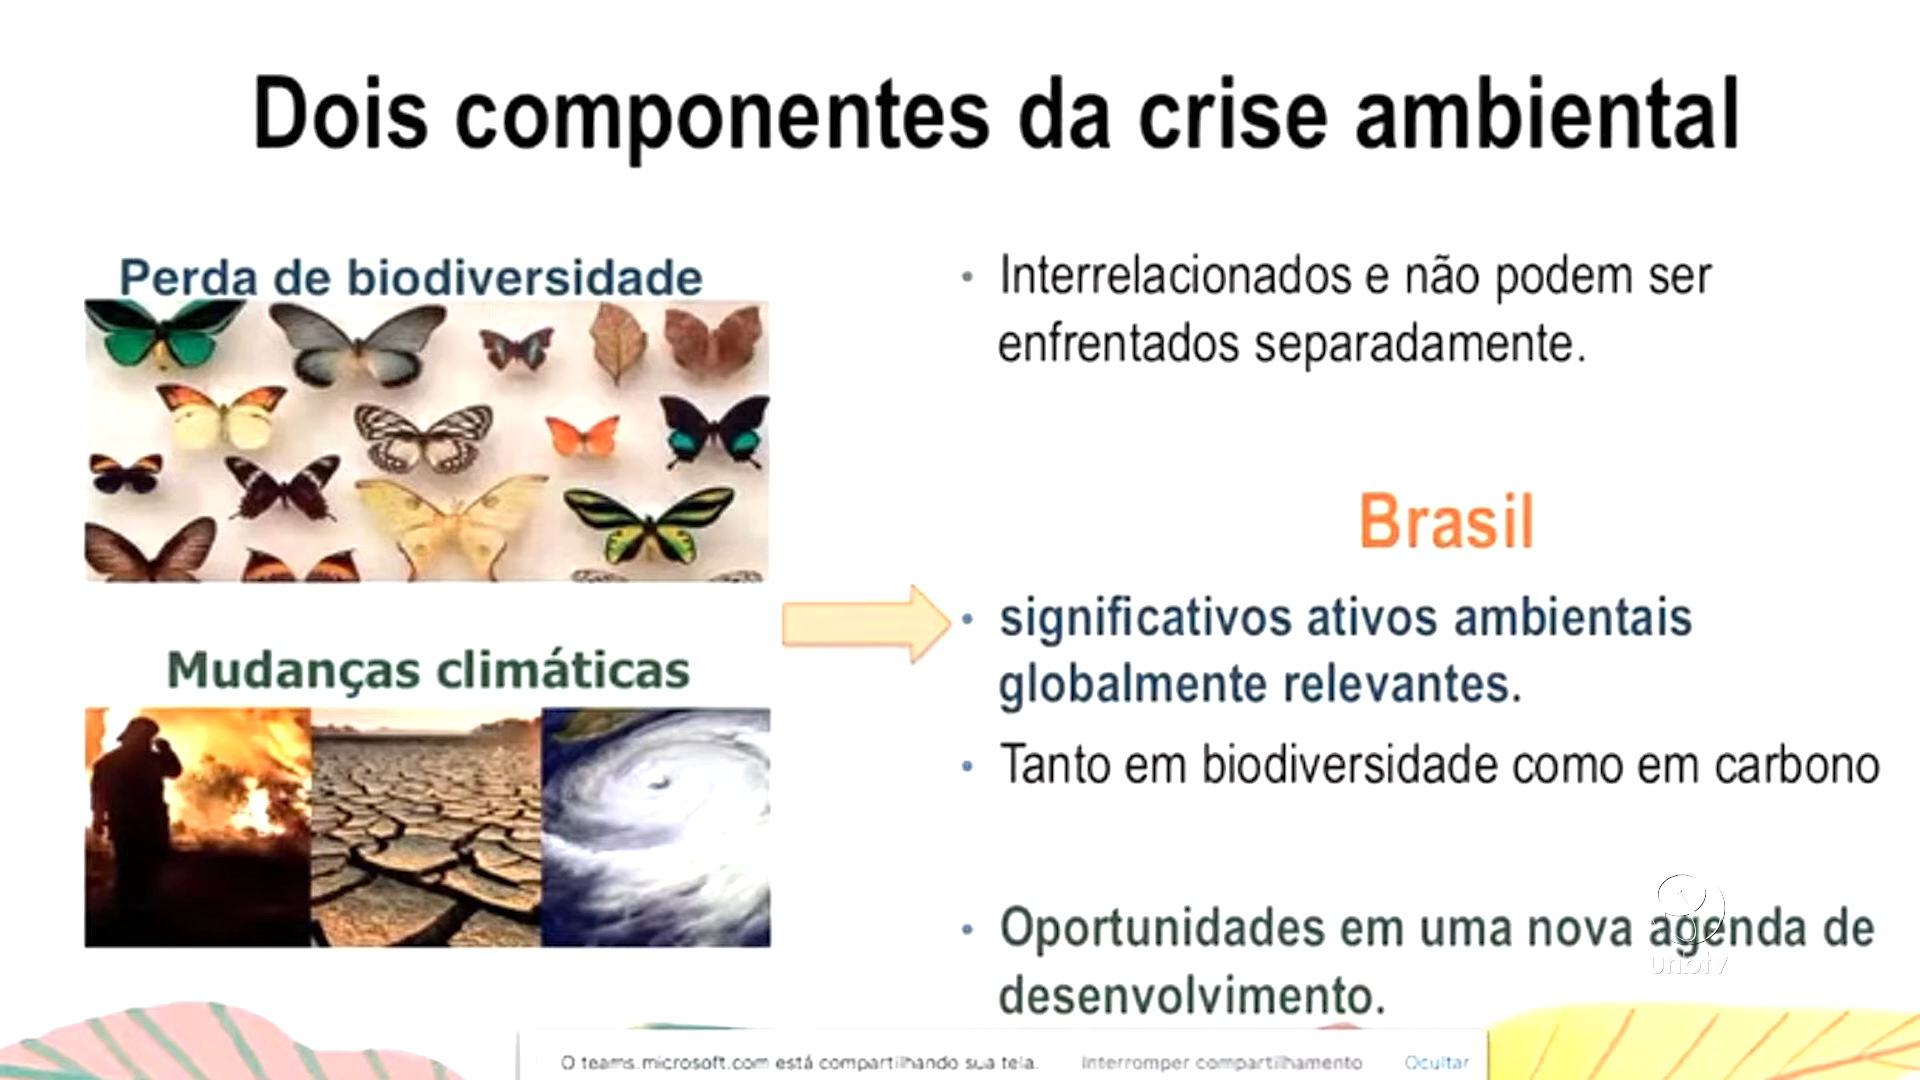 Dois componentes da crise ambiental
Perda de biodiversidade
Mudanças climáticas
• Interrelacionados e não podem ser
enfrentados separadamente.
Brasil
• significativos ativos ambientais
globalmente relevantes.
• Tanto em biodiversidade como em carbono
• Oportunidades em uma nova agenda de
desenvolvimento.
unbtv
O teams.microsoft.com está compartilhando sua tela. Interromper compartilhamento Ocultar